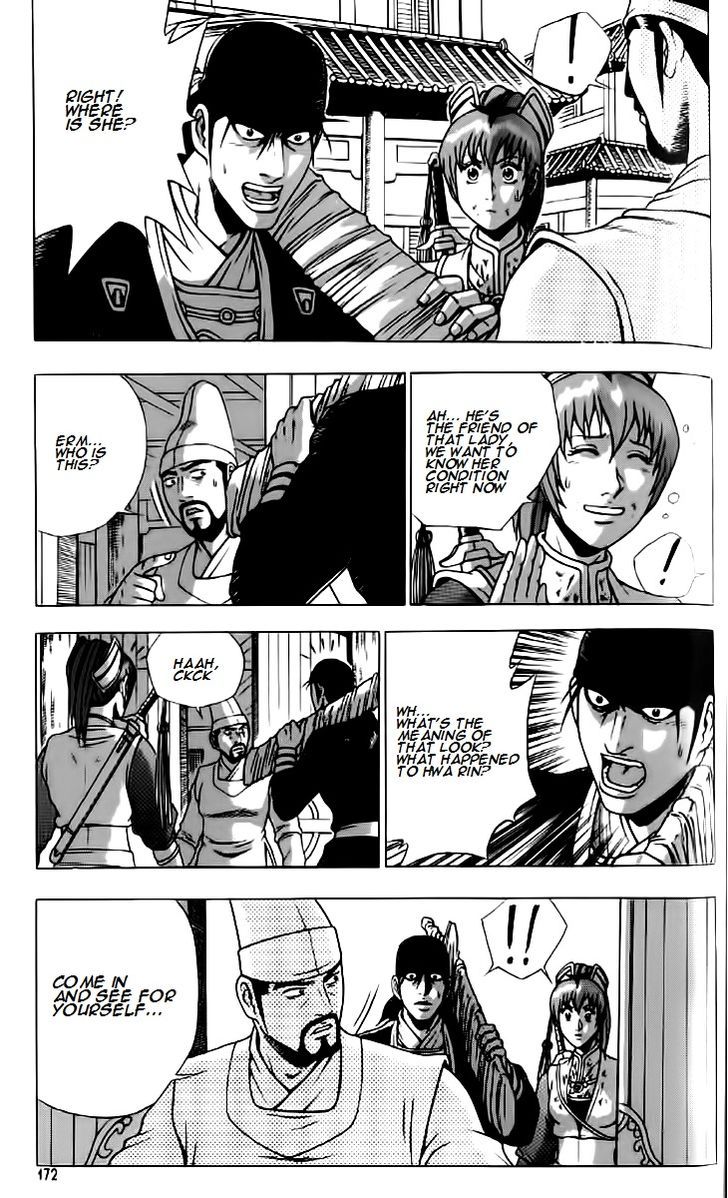 RIGHT!
WHERE
IS SHE?
!
ERM...
WHO IS
THIS?
AH... HE'S
THE FRIEND OF
THAT LADY,
WE WANT TO
KNOW HER
CONDITION
RIGHT NOW
!
HAAH,
CKCK
WH...
WHAT'S THE
MEANING OF
THAT LOOK?
WHAT HAPPENED
TO HWA RIN?
COME IN
AND SEE FOR
YOURSELF...
!!
172